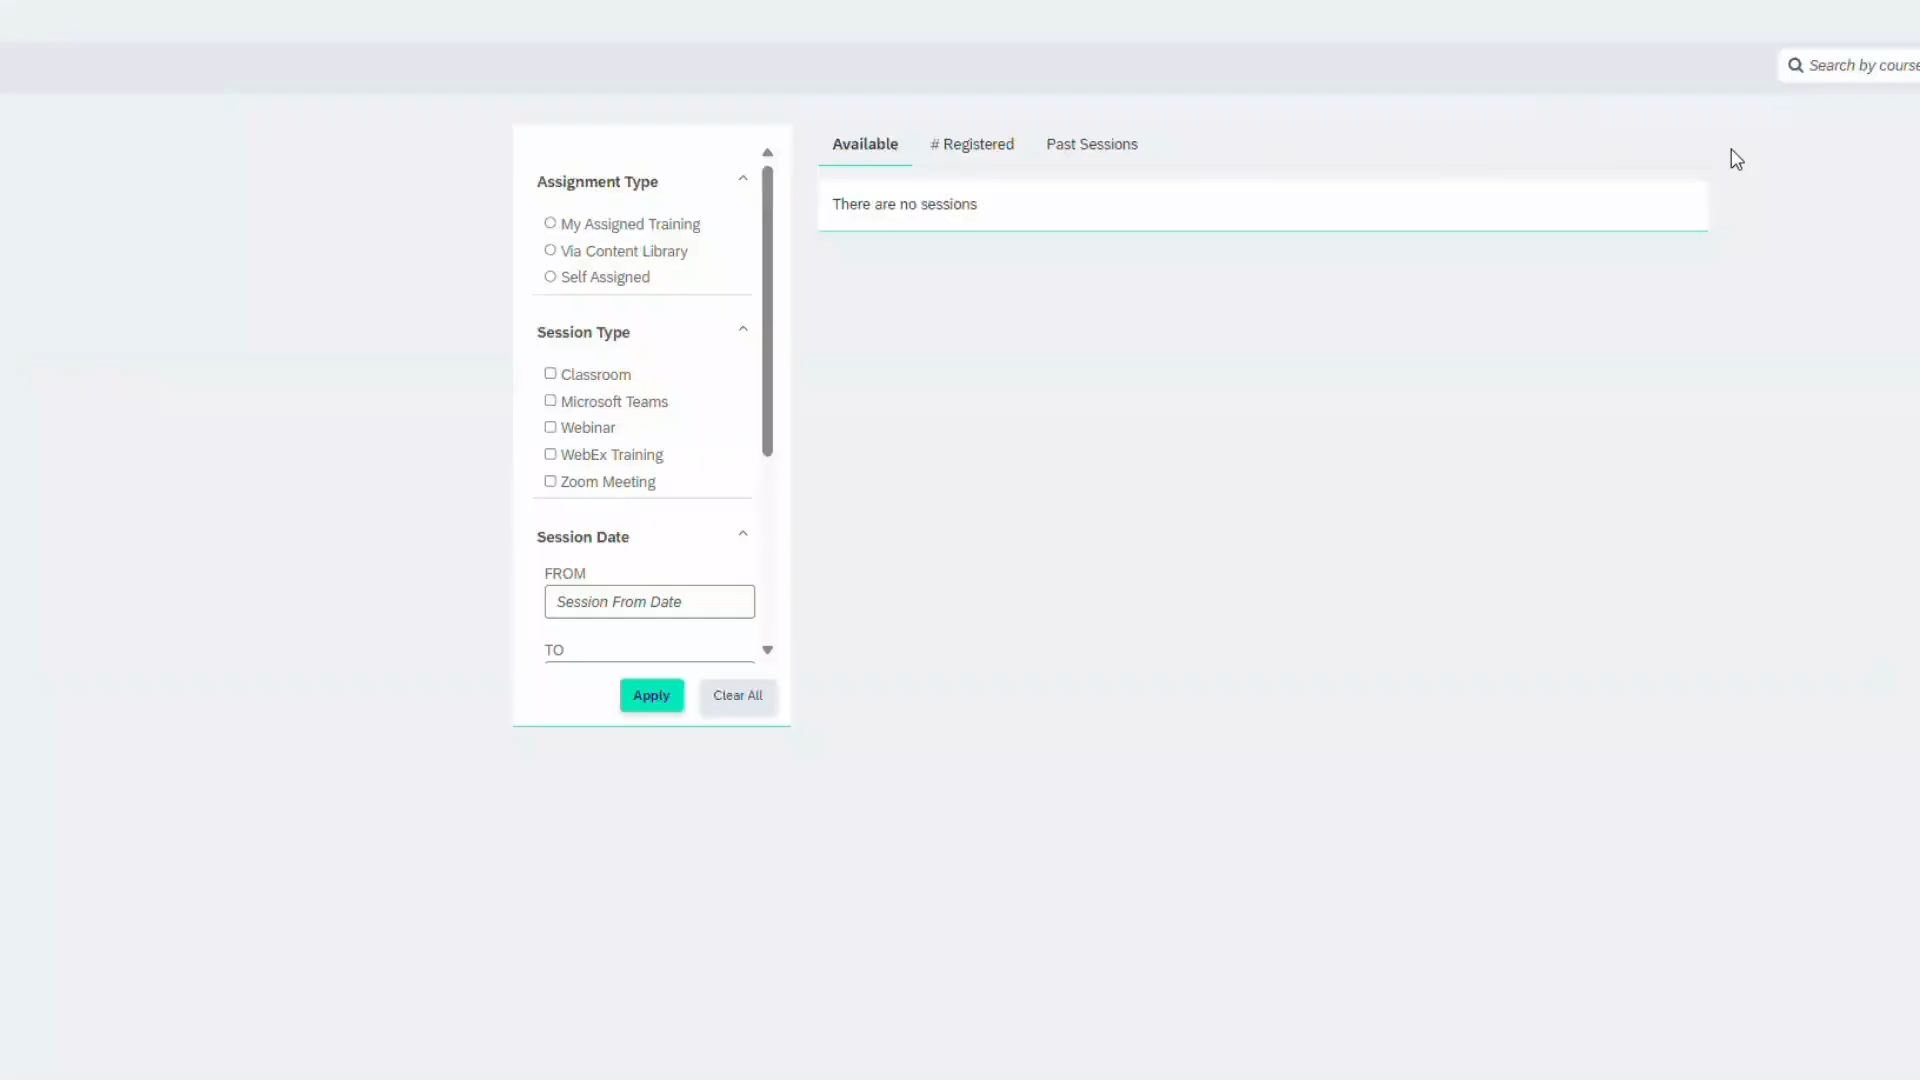 Search by course
Available
# Registered
Past Sessions
There are no sessions
Assignment Type
My Assigned Training
Via Content Library
Self Assigned
Session Type
Classroom
Microsoft Teams
Webinar
WebEx Training
Zoom Meeting
Session Date
FROM
Session From Date
TO
Apply
Clear All